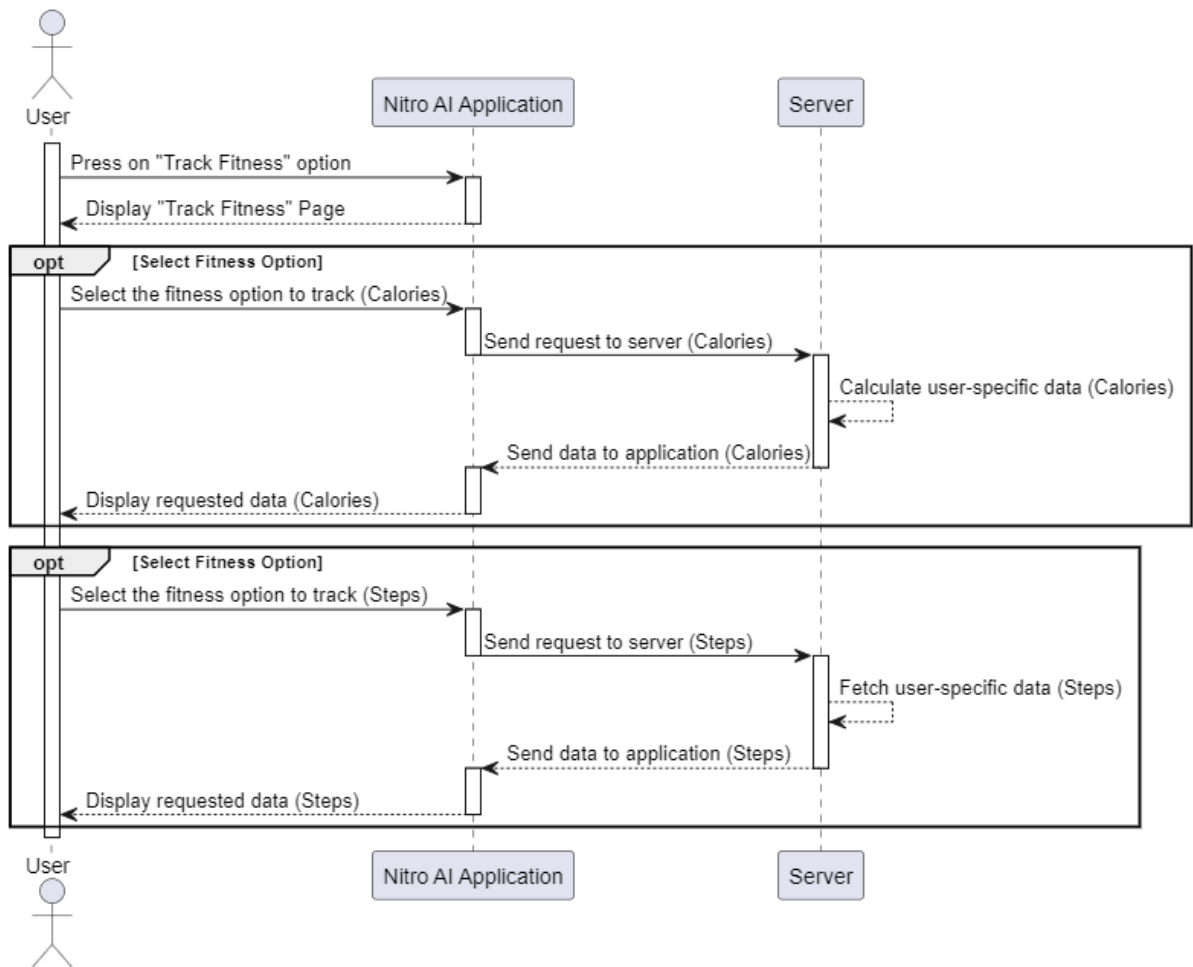 User
Nitro AI Application
Server
Press on "Track Fitness" option
Display "Track Fitness" Page
opt
[Select Fitness Option]
Select the fitness option to track (Calories)
Send request to server (Calories)
Calculate user-specific data (Calories)
Send data to application (Calories)
Display requested data (Calories)
opt
[Select Fitness Option]
Select the fitness option to track (Steps)
Send request to server (Steps)
Fetch user-specific data (Steps)
Send data to application (Steps)
Display requested data (Steps)
User
Nitro AI Application
Server